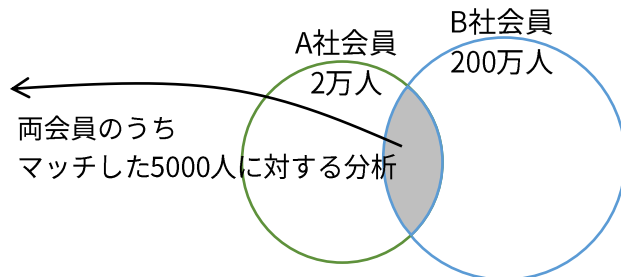 A社会員
2万人
B社会員
200万人
両会員のうち
マッチした5000人に対する分析